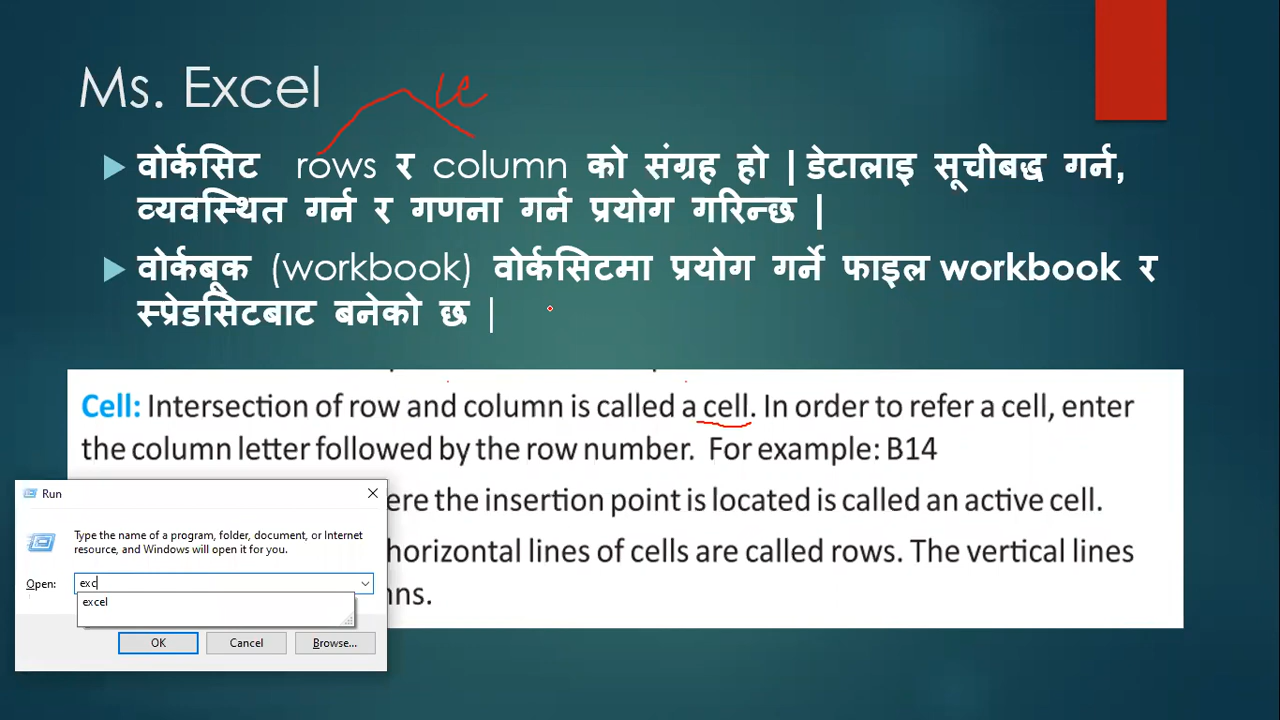 Ms. Excel
वोर्कसिट rows र column को संग्रह हो | डेटालाइ सूचीबद्ध गर्न,
व्यवस्थित गर्न र गणना गर्न प्रयोग गरिन्छ |
वोर्कबूक (workbook) वोर्कसिटमा प्रयोग गर्ने फाइल workbook र
स्प्रेडसिटबाट बनेको छ |
Cell: Intersection of row and column is called a cell. In order to refer a cell, enter
the column letter followed by the row number. For example: B14
ere the insertion point is located is called an active cell.
horizontal lines of cells are called rows. The vertical lines
nns.
Run
Type the name of a program, folder, document, or Internet
resource, and Windows will open it for you.
Open: exc
excel
OK Cancel Browse...